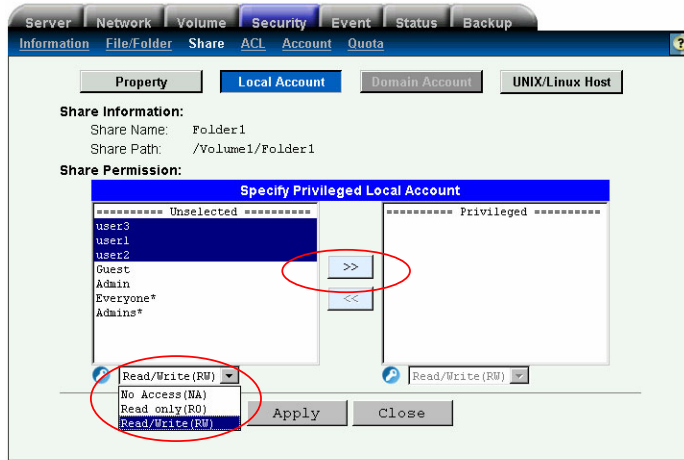 Server Network Volume Security Event Status Backup
Information File/Folder Share ACL Account Quota ?
Property Local Account Domain Account UNIX/Linux Host
Share Information:
Share Name: Folder1
Share Path: /Volume1/Folder1
Share Permission:
Specify Privileged Local Account
========== Unselected ========== ========== Privileged ==========
user3
user1
user2
Guest >>
Admin
Everyone* <<
Admins*
Read/Write(RW) Read/Write(RW)
No Access(NA)
Read only(RO) Apply Close
Read/Write(RW)